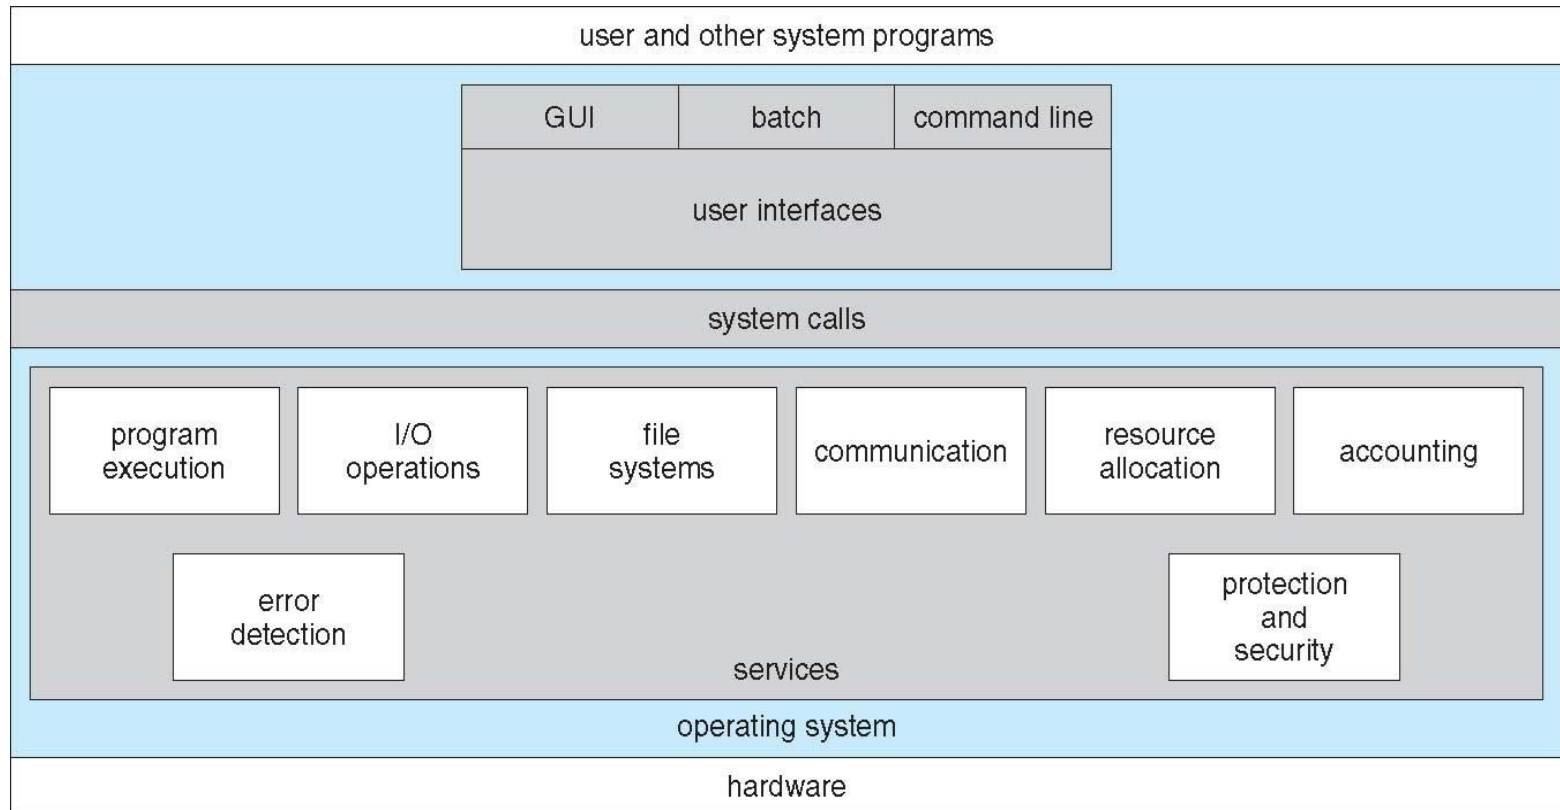 user and other system programs
GUI
batch
command line
user interfaces
system calls
program
execution
I/O
operations
file
systems
communication
resource
allocation
accounting
error
detection
protection
and
security
services
operating system
hardware